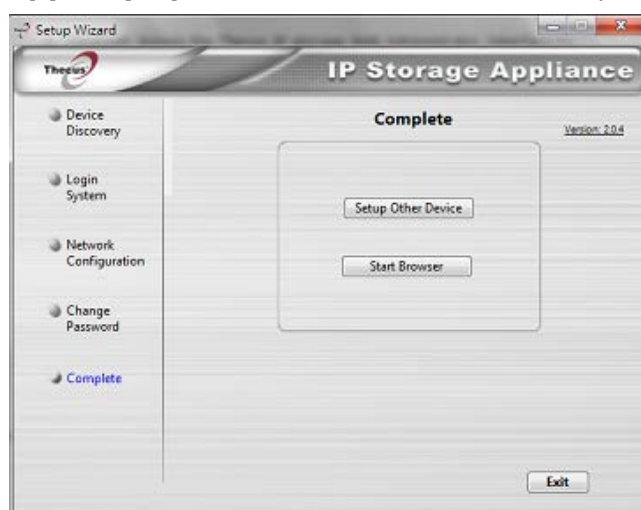 Setup Wizard
Thecus
IP Storage Appliance
Device
Discovery
Login
System
Network
Configuration
Change
Password
Complete
Complete
Version: 2.0.4
Setup Other Device
Start Browser
Exit